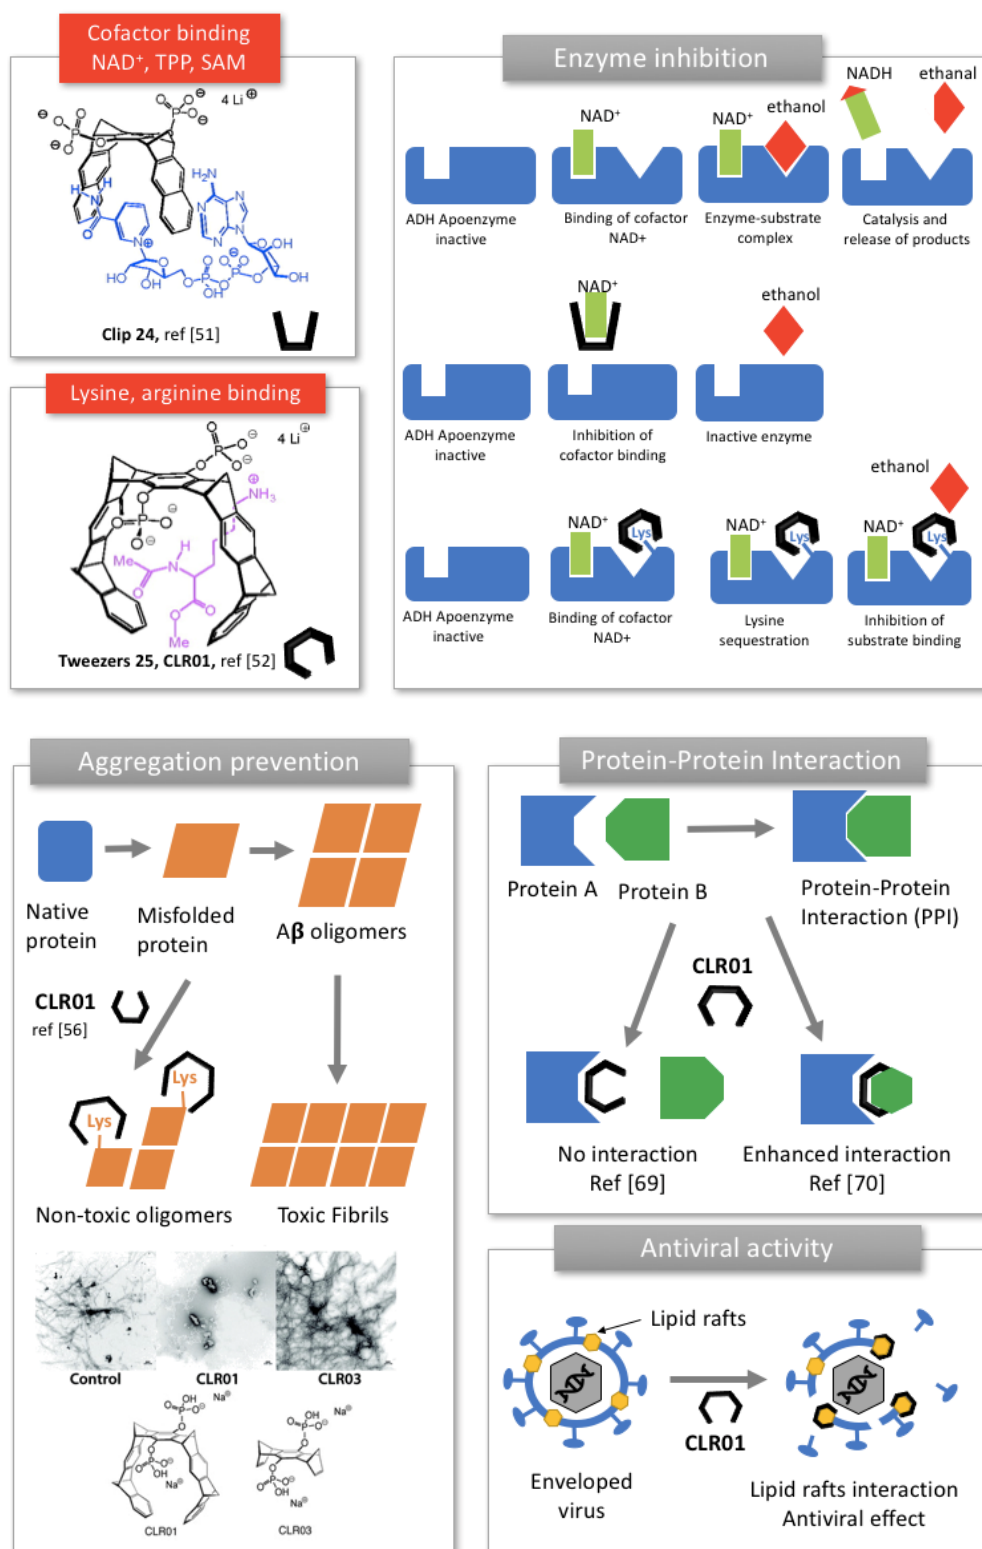 Cofactor binding
NAD⁺, TPP, SAM
4 Li⊕
Clip 24, ref [51]
Lysine, arginine binding
4 Li⊕
NH₃
Me
N
H
O
O
O
Me
Tweezers 25, CLR01, ref [52]
Enzyme inhibition
NAD⁺
NAD⁺
ethanol
NADH
ethanal
ADH Apoenzyme
inactive
Binding of cofactor
NAD+
Enzyme-substrate
complex
Catalysis and
release of products
NAD⁺
ethanol
ADH Apoenzyme
inactive
Inhibition of
cofactor binding
Inactive enzyme
ethanol
NAD⁺
Lys
NAD⁺
Lys
NAD⁺
Lys
ADH Apoenzyme
inactive
Binding of cofactor
NAD+
Lysine
sequestration
Inhibition of
substrate binding
Aggregation prevention
Native
protein
Misfolded
protein
Aβ oligomers
CLR01
ref [56]
Lys
Lys
Non-toxic oligomers
Toxic Fibrils
Control
CLR01
CLR03
OH
Na⊕
Na⊕
CLR01
OH
Na⊕
OH
Na⊕
CLR03
Protein-Protein Interaction
Protein A
Protein B
Protein-Protein
Interaction (PPI)
CLR01
No interaction
Ref [69]
Enhanced interaction
Ref [70]
Antiviral activity
Lipid rafts
CLR01
Enveloped
virus
Lipid rafts interaction
Antiviral effect